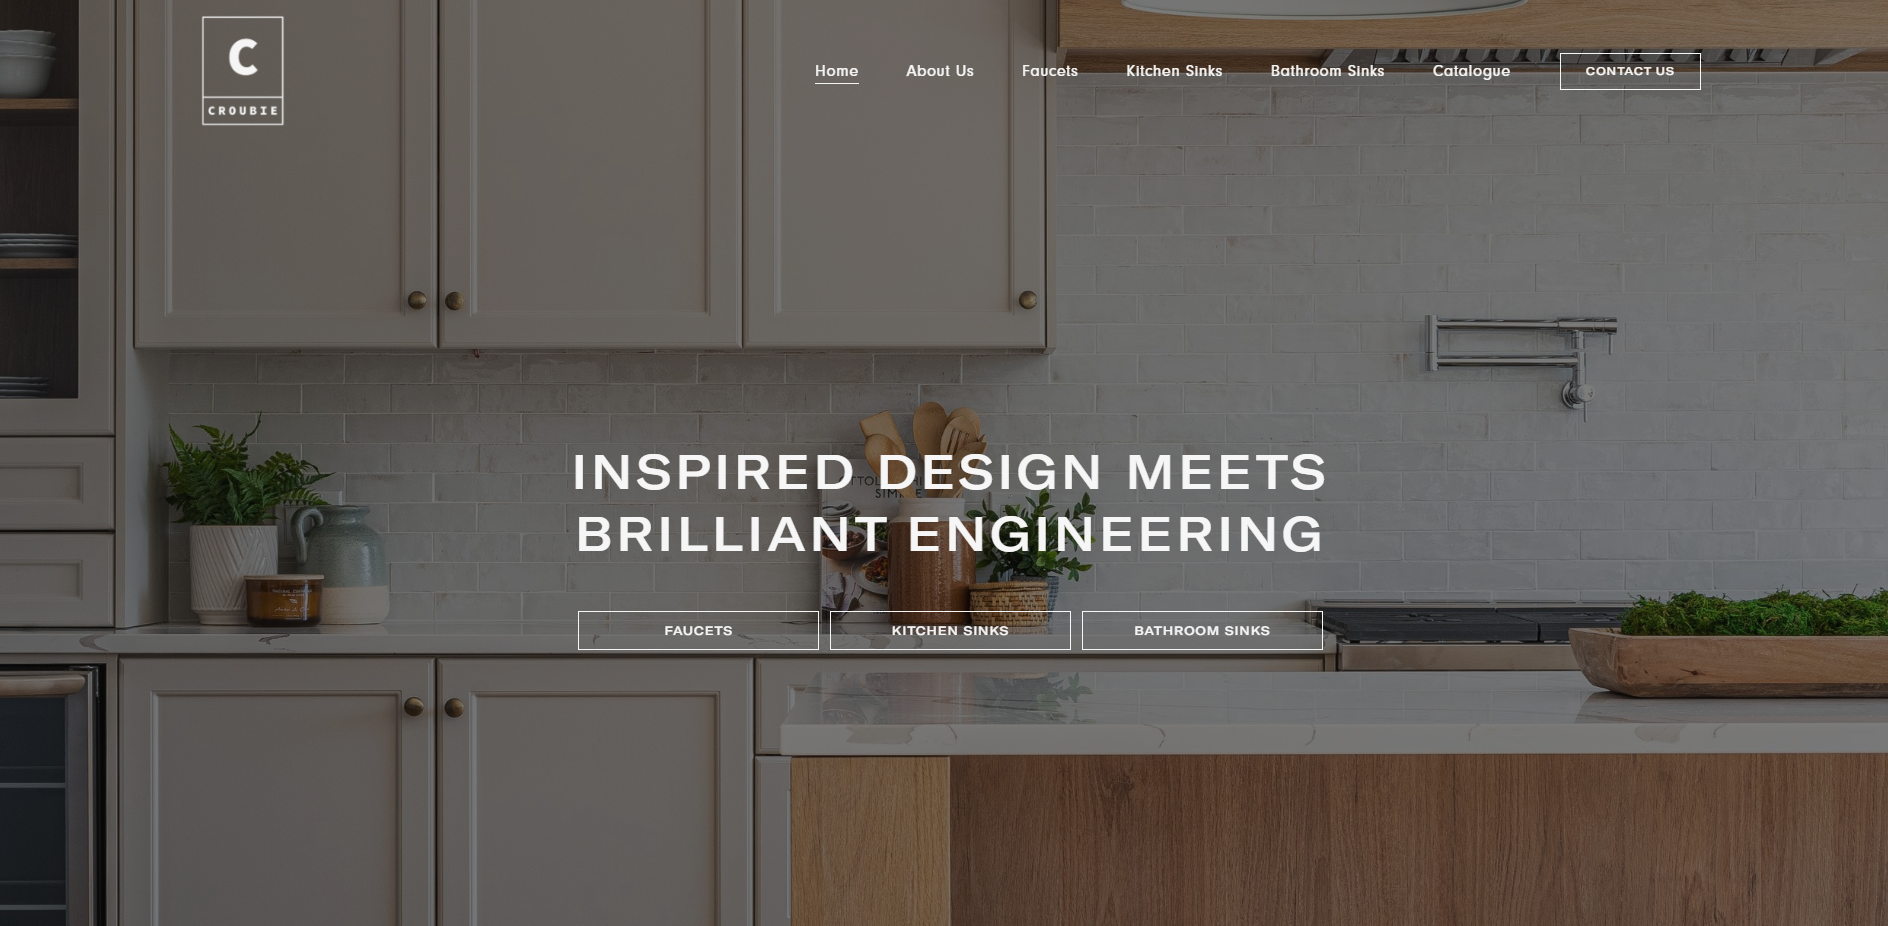 C
CROUBIE
Home
About Us
Faucets
Kitchen Sinks
Bathroom Sinks
Catalogue
CONTACT US
INSPIRED DESIGN MEETS
BRILLIANT ENGINEERING
FAUCETS
KITCHEN SINKS
BATHROOM SINKS